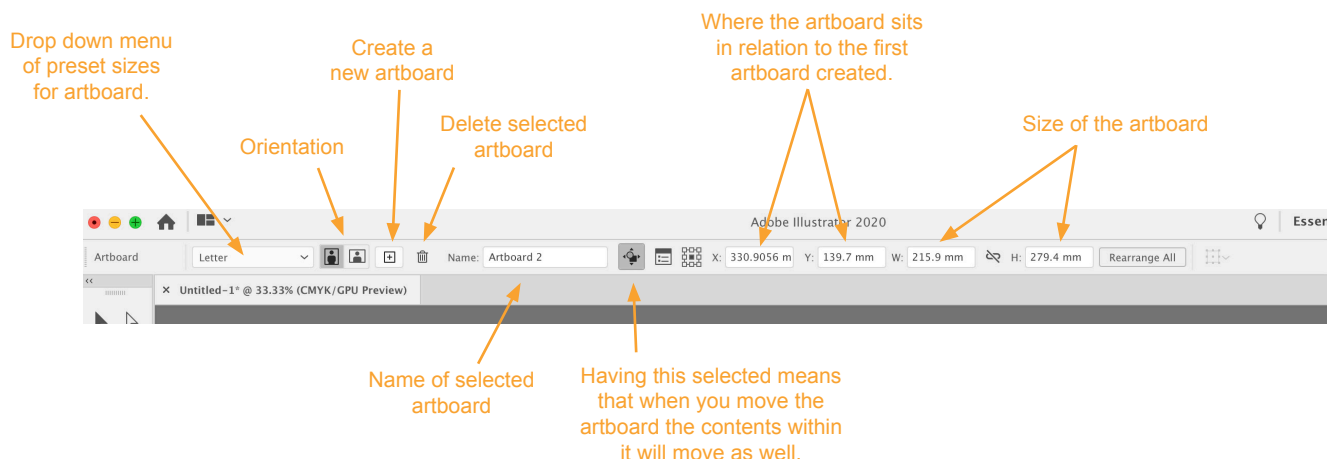 Where the artboard sits
in relation to the first
artboard created.
Drop down menu
of preset sizes
for artboard.
Create a
new artboard
Delete selected
artboard
Size of the artboard
Orientation
Adobe Illustrator 2020
Essen
Artboard
Letter
Name: Artboard 2
X: 330.9056 m
Y: 139.7 mm
W: 215.9 mm
H: 279.4 mm
Rearrange All
× Untitled-1* @ 33.33% (CMYK/GPU Preview)
Name of selected
artboard
Having this selected means
that when you move the
artboard the contents within
it will move as well.